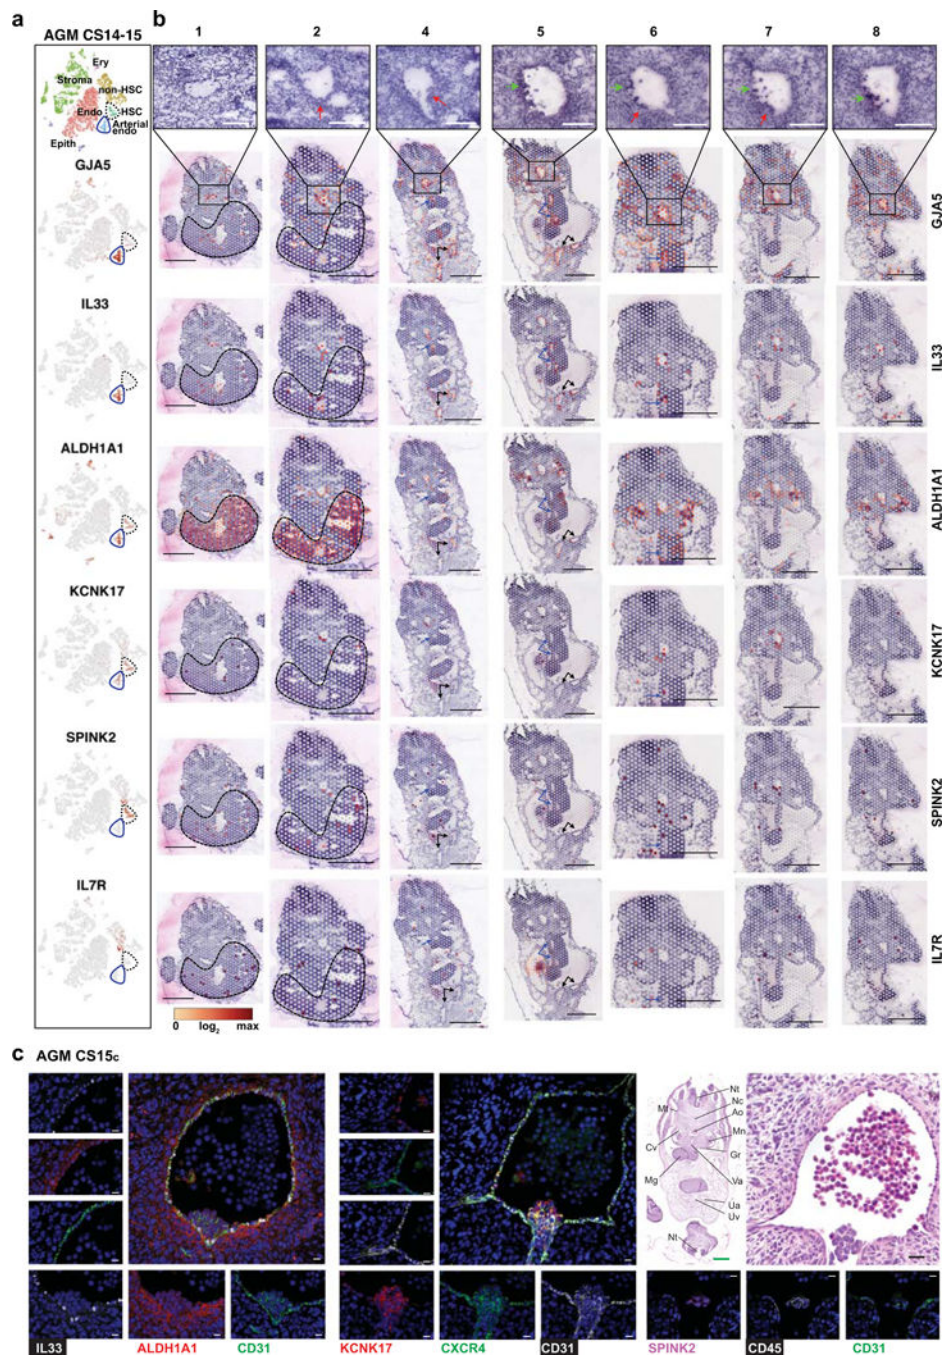 a
b
AGM CS14-15
1 2 4 5 6 7 8
Ery
Stroma
non-HSC
HSC
Endo
Arterial
endo
Epith
GJA5
GJA5
IL33
IL33
ALDH1A1
ALDH1A1
KCNK17
KCNK17
SPINK2
SPINK2
IL7R
IL7R
0 log2 max
c AGM CS15c
Nt
Nc
Mt
Ao
Mn
Cv
Gr
Mg
Va
Ua
Uv
Nt
IL33 ALDH1A1 CD31 KCNK17 CXCR4 CD31 SPINK2 CD45 CD31